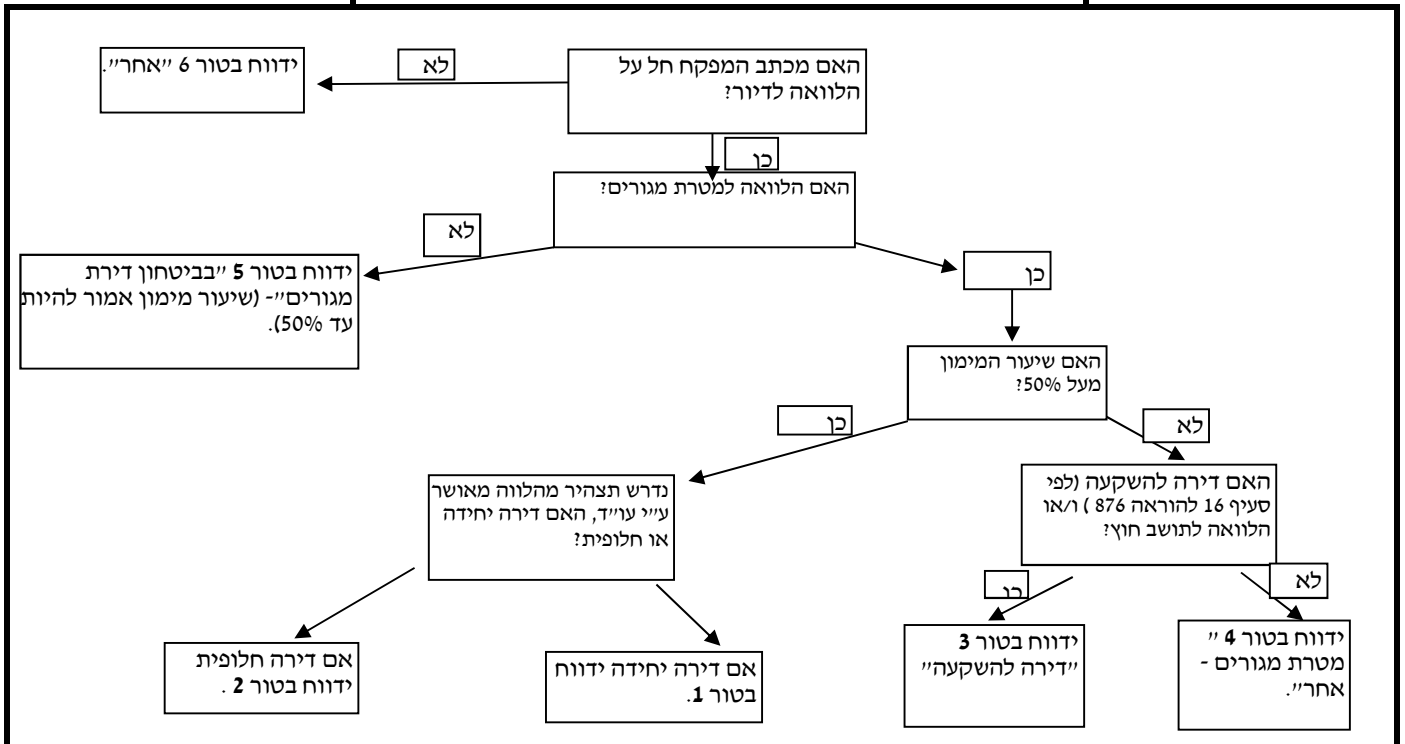 האם מכתב המפקח חל על
הלוואה לדיור?
לא
ידווח בטור 6 "אחר".
כן
האם הלוואה למטרת מגורים?
לא
ידווח בטור 5 "בביטחון דירת
מגורים"- (שיעור מימון אמור להיות
עד 50%).
כן
האם שיעור המימון
מעל 50%?
כן
לא
האם דירה להשקעה (לפי
סעיף 16 להוראה 876 ) ו/או
הלוואה לתושב חוץ?
נדרש תצהיר מהלווה מאושר
ע"י עו"ד, האם דירה יחידה
או חלופית?
לא
כן
ידווח בטור 4 "
מטרת מגורים -
אחר".
ידווח בטור 3
"דירה להשקעה"
אם דירה יחידה ידווח
בטור 1.
אם דירה חלופית
ידווח בטור 2 .